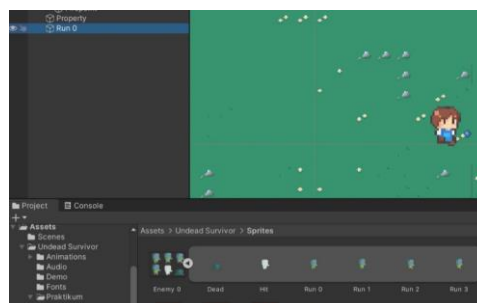 Property
Run 0
Project
Console
Assets
Scenes
Undead Survivor
Animations
Audio
Demo
Fonts
Praktikum
Assets > Undead Survivor > Sprites
Enemy 0
Dead
Hit
Run 0
Run 1
Run 2
Run 3